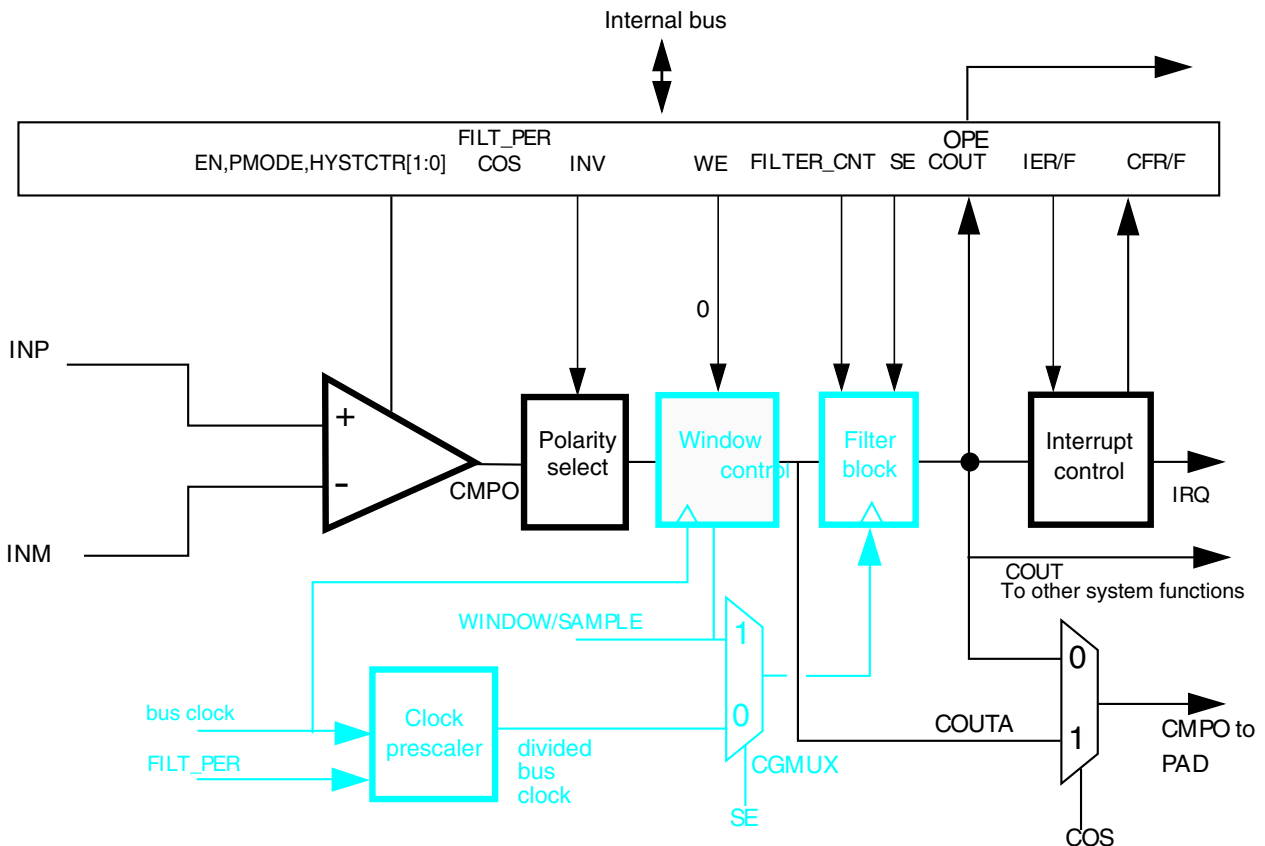 Internal bus
FILT_PER
OPE
EN,PMODE,HYSTCTR[1:0]
COS
INV
WE
FILTER_CNT
SE
COUT
IER/F
CFR/F
0
INP
+
-
INM
CMPO
Polarity
select
Window
control
Filter
block
Interrupt
control
IRQ
COUT
To other system functions
WINDOW/SAMPLE
1
0
0
1
bus clock
FILT_PER
Clock
prescaler
divided
bus
clock
CGMUX
SE
COUTA
CMPO to
PAD
COS